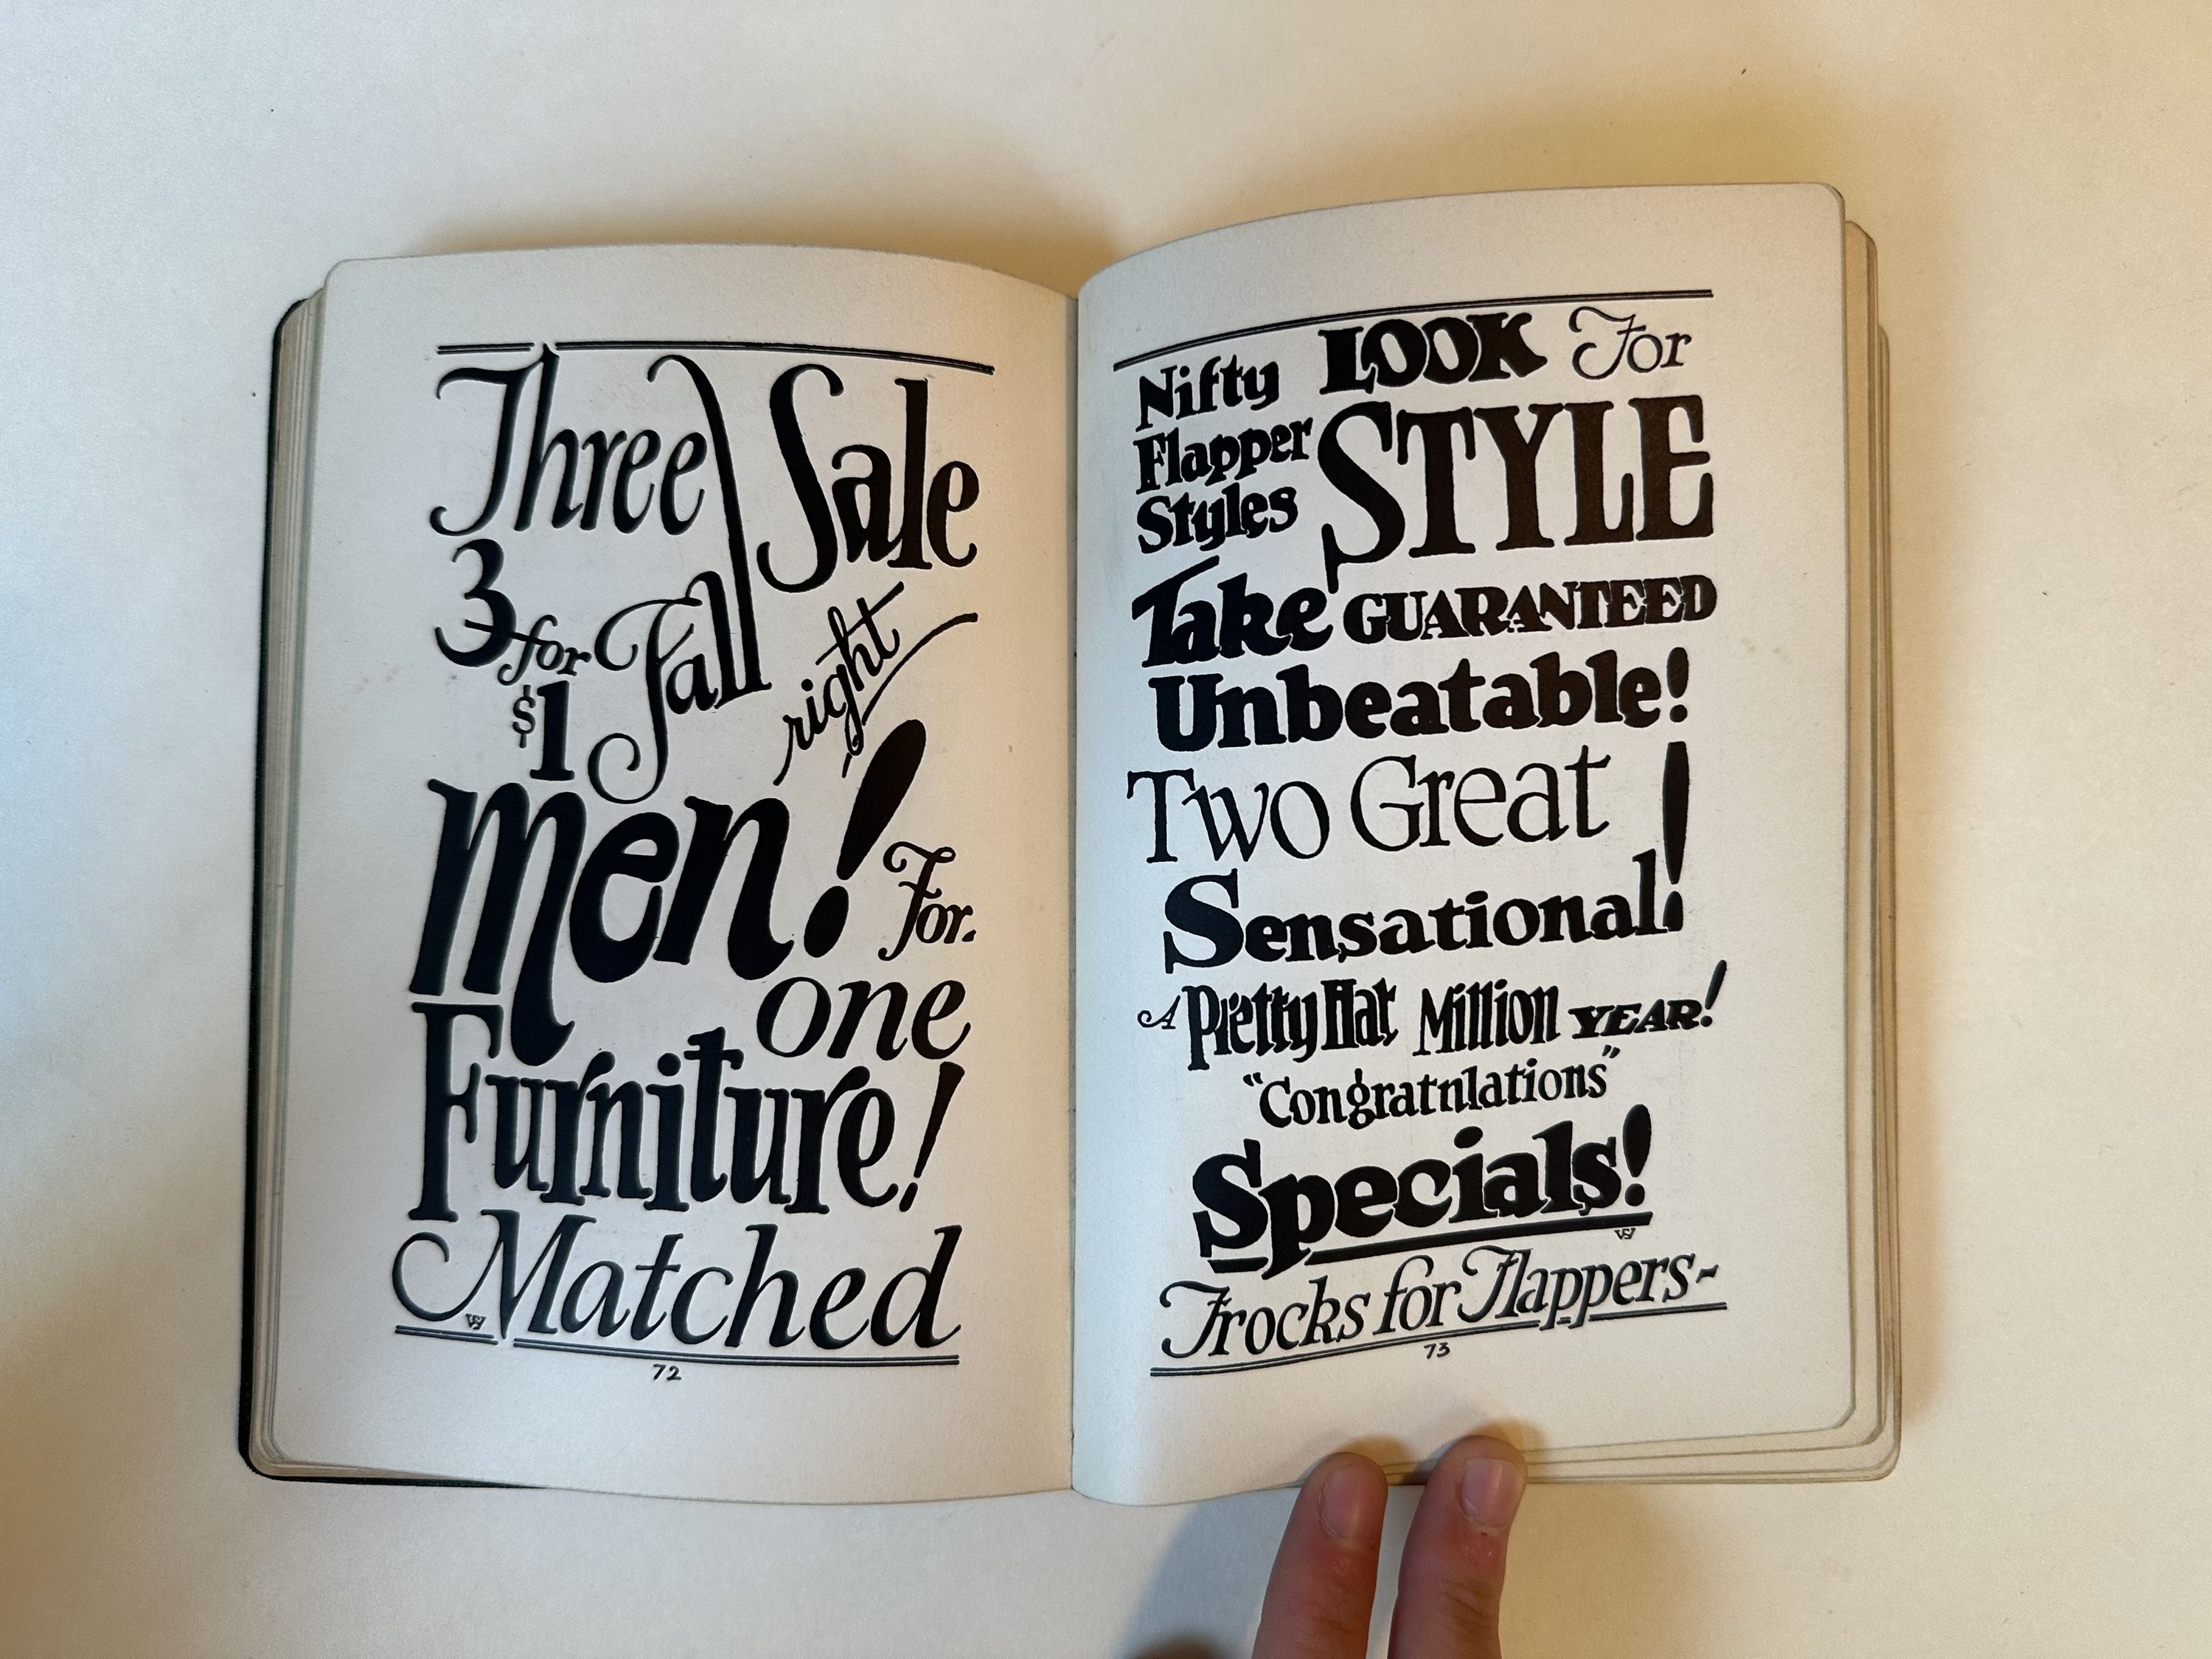 Three Sale
3 for
$1
Fall
right
men!
For.
one
Furniture!
Matched
W
72
Nifty
Flapper
Styles
LOOK For
STYLE
Take GUARANTEED
Unbeatable!
Two Great
Sensational!
A Pretty Hat Million YEAR!
"Congratnlations"
Specials!
W
Frocks for Flappers-
73